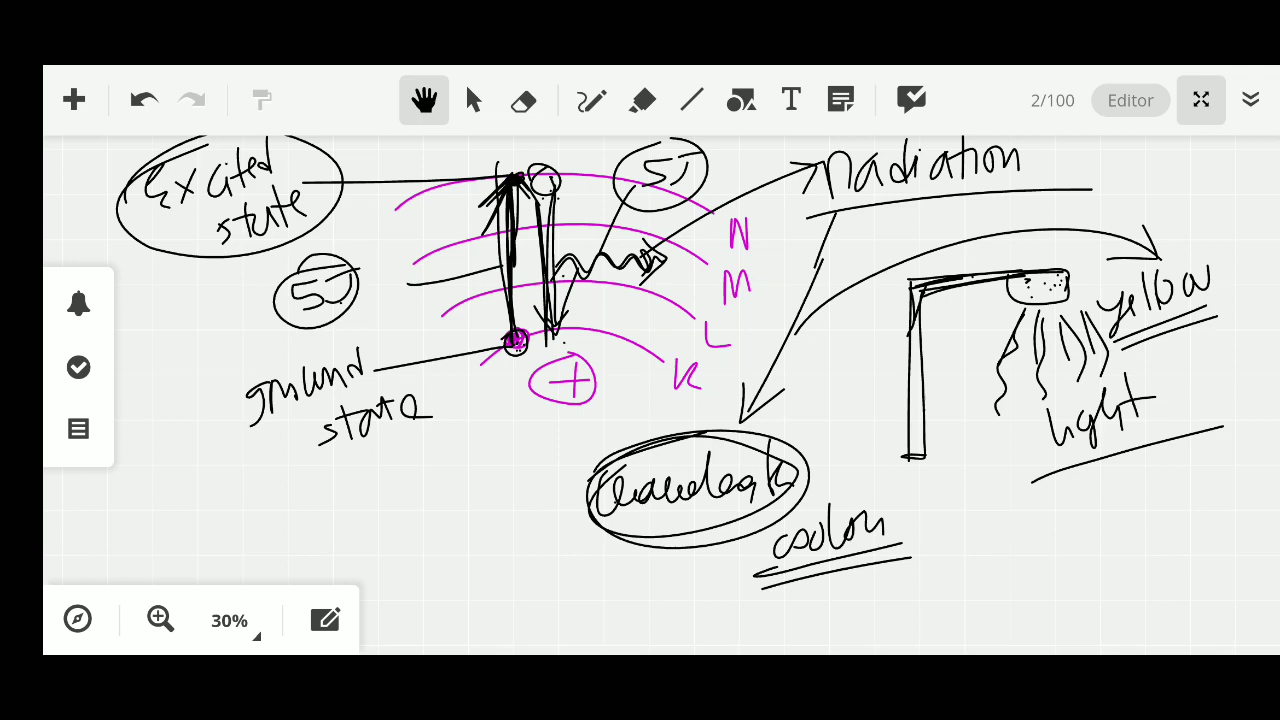 2/100 Editor
Excited
state
5J
radiation
N
M
L
K
5J
yellow
light
ground
state
+
colour
30%